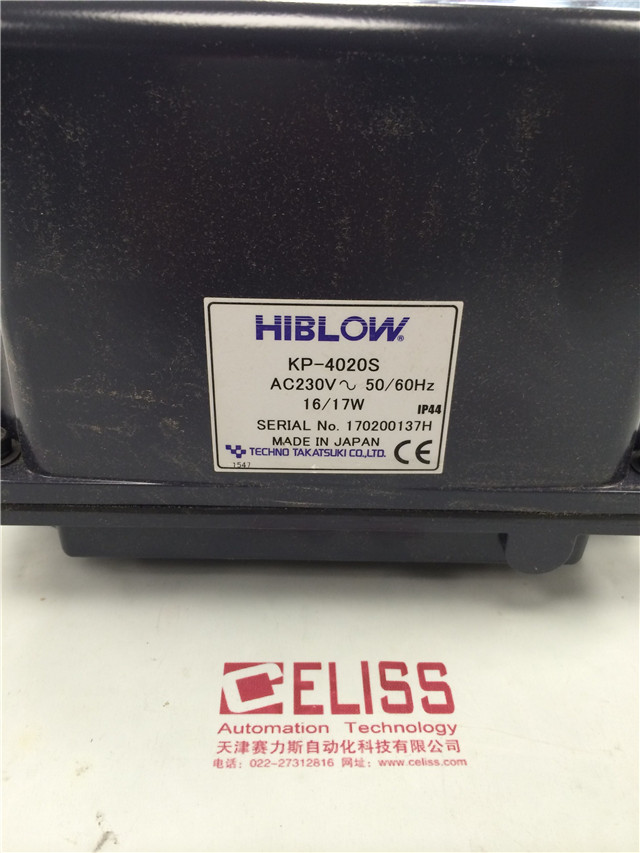 HIBLOW®
KP-4020S
AC230V∼ 50/60Hz
16/17W IP44
SERIAL No. 170200137H
MADE IN JAPAN
TECHNO TAKATSUKI CO.,LTD. CE
1547
CELISS
Automation Technology
天津赛力斯自动化科技有限公司
电话：022-27312816 网址：www.celiss.com